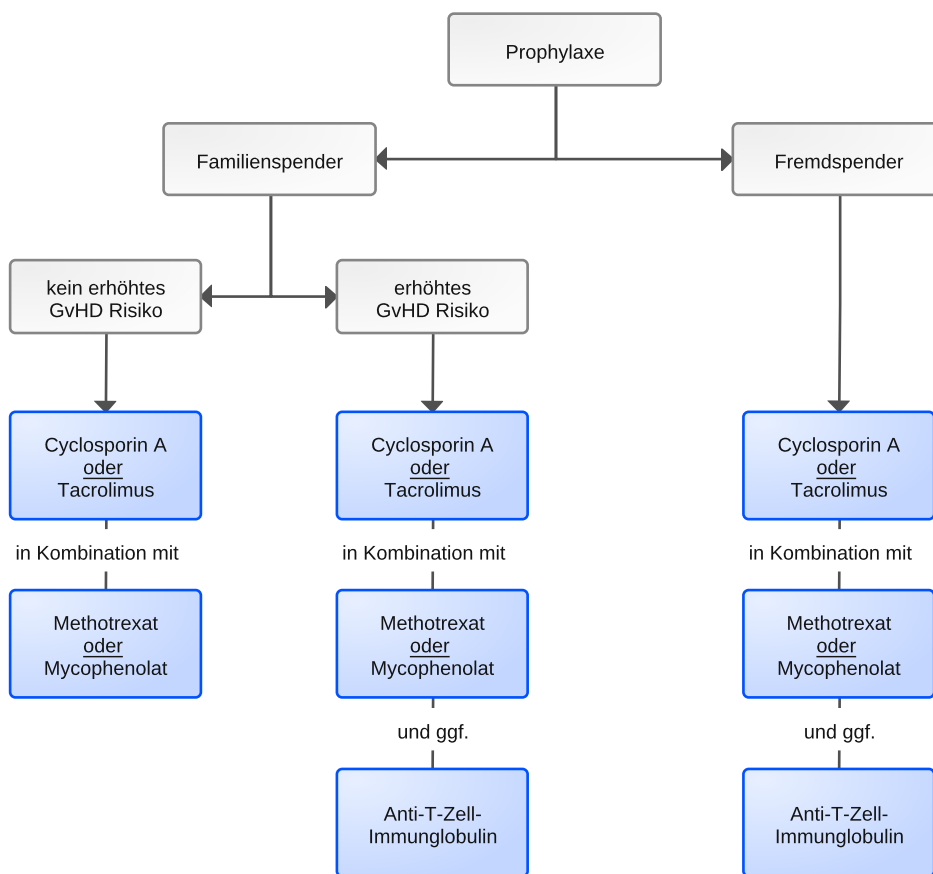 Prophylaxe
Familienspender
Fremdspender
kein erhöhtes
GvHD Risiko
erhöhtes
GvHD Risiko
Cyclosporin A
oder
Tacrolimus
Cyclosporin A
oder
Tacrolimus
Cyclosporin A
oder
Tacrolimus
in Kombination mit
in Kombination mit
in Kombination mit
Methotrexat
oder
Mycophenolat
Methotrexat
oder
Mycophenolat
Methotrexat
oder
Mycophenolat
und ggf.
und ggf.
Anti-T-Zell-
Immunglobulin
Anti-T-Zell-
Immunglobulin